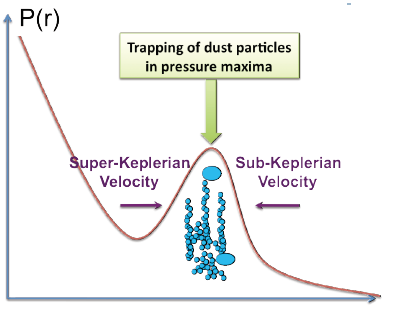 P(r)
Trapping of dust particles
in pressure maxima
Super-Keplerian
Velocity
Sub-Keplerian
Velocity